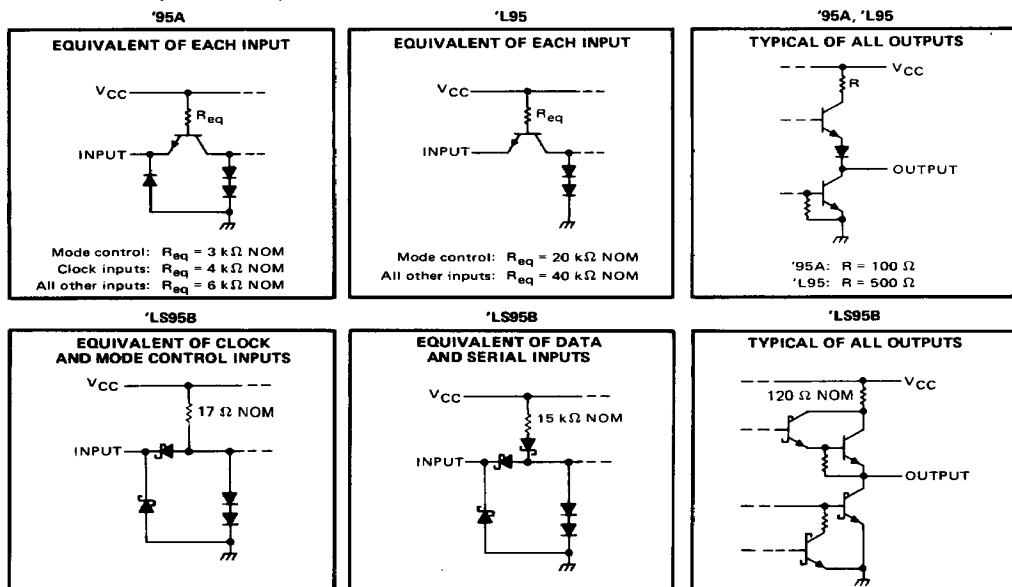 '95A
EQUIVALENT OF EACH INPUT
VCC
Req
INPUT
Mode control: Req = 3 kΩ NOM
Clock inputs: Req = 4 kΩ NOM
All other inputs: Req = 6 kΩ NOM
'L95
EQUIVALENT OF EACH INPUT
VCC
Req
INPUT
Mode control: Req = 20 kΩ NOM
All other inputs: Req = 40 kΩ NOM
'95A, 'L95
TYPICAL OF ALL OUTPUTS
VCC
R
OUTPUT
'95A: R = 100 Ω
'L95: R = 500 Ω
'LS95B
EQUIVALENT OF CLOCK
AND MODE CONTROL INPUTS
VCC
17 Ω NOM
INPUT
'LS95B
EQUIVALENT OF DATA
AND SERIAL INPUTS
VCC
15 kΩ NOM
INPUT
'LS95B
TYPICAL OF ALL OUTPUTS
VCC
120 Ω NOM
OUTPUT